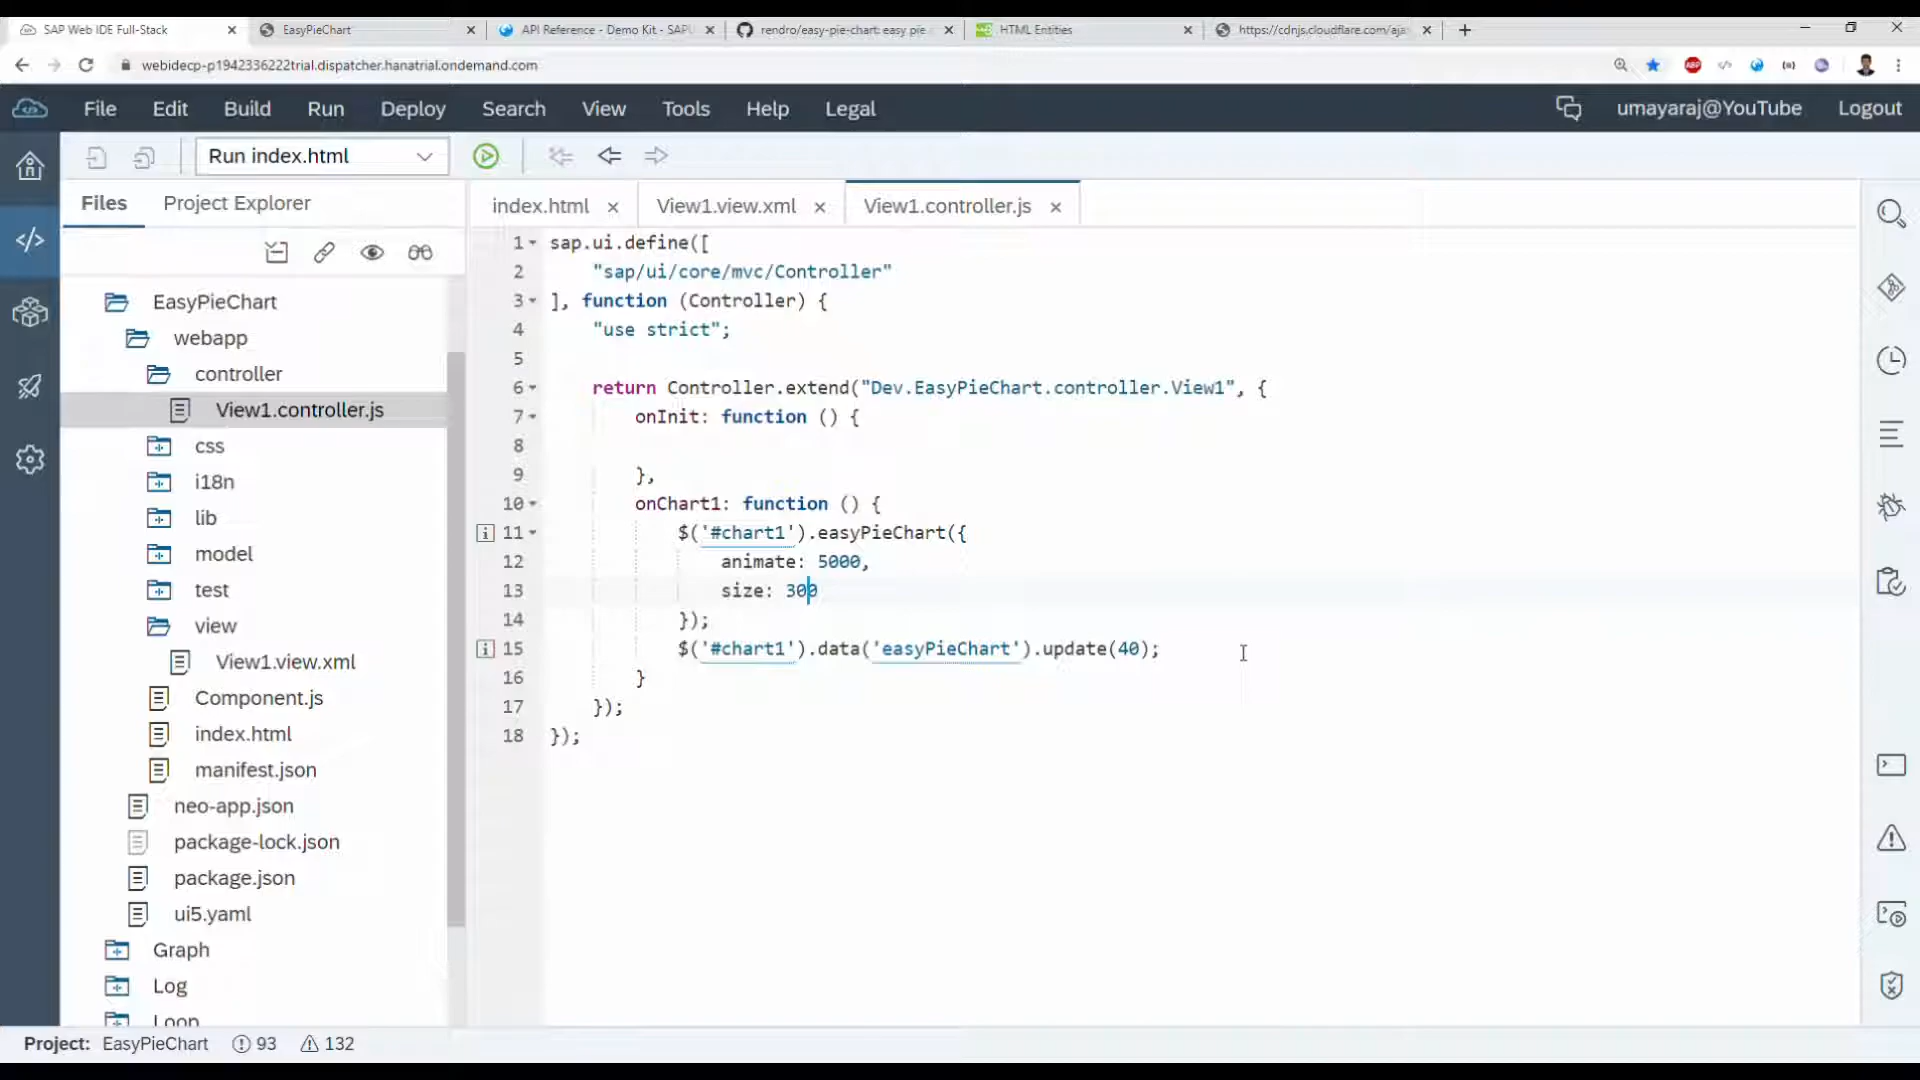 SAP Web IDE Full-Stack
EasyPieChart
API Reference - Demo Kit - SAPU
rendro/easy-pie-chart: easy pie
HTML Entities
https://cdnjs.cloudflare.com/aja
webidecp-p1942336222trial.dispatcher.hanatrial.ondemand.com
File Edit Build Run Deploy Search View Tools Help Legal
umayaraj@YouTube Logout
Run index.html
Files Project Explorer
index.html
View1.view.xml
View1.controller.js
EasyPieChart
webapp
controller
View1.controller.js
css
i18n
lib
model
test
view
View1.view.xml
Component.js
index.html
manifest.json
neo-app.json
package-lock.json
package.json
ui5.yaml
Graph
Log
Loop
1 sap.ui.define([
2 "sap/ui/core/mvc/Controller"
3 ], function (Controller) {
4 "use strict";
5
6 return Controller.extend("Dev.EasyPieChart.controller.View1", {
7 onInit: function () {
8
9 },
10 onChart1: function () {
11 $('#chart1').easyPieChart({
12 animate: 5000,
13 size: 300
14 });
15 $('#chart1').data('easyPieChart').update(40);
16 }
17 });
18 });
Project: EasyPieChart 93 132